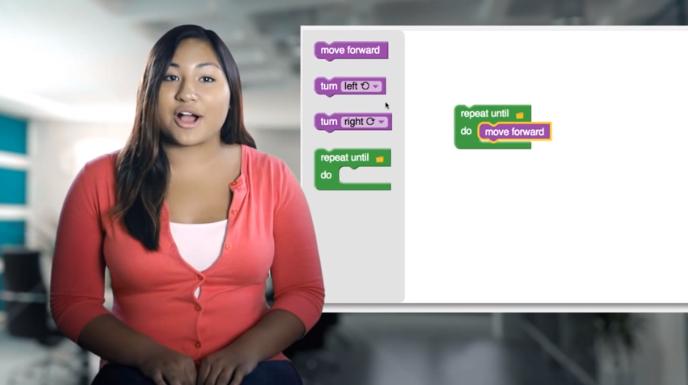 move forward
turn left
turn right
repeat until
do
repeat until
do move forward